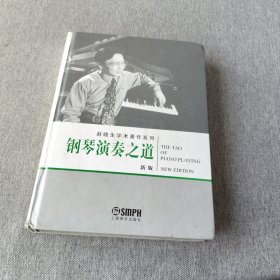 赵晓生学术著作系列
钢琴演奏之道
新版
THE TAO
OF
PIANO PLAYING
NEW EDITION
SMPH
上海音乐出版社